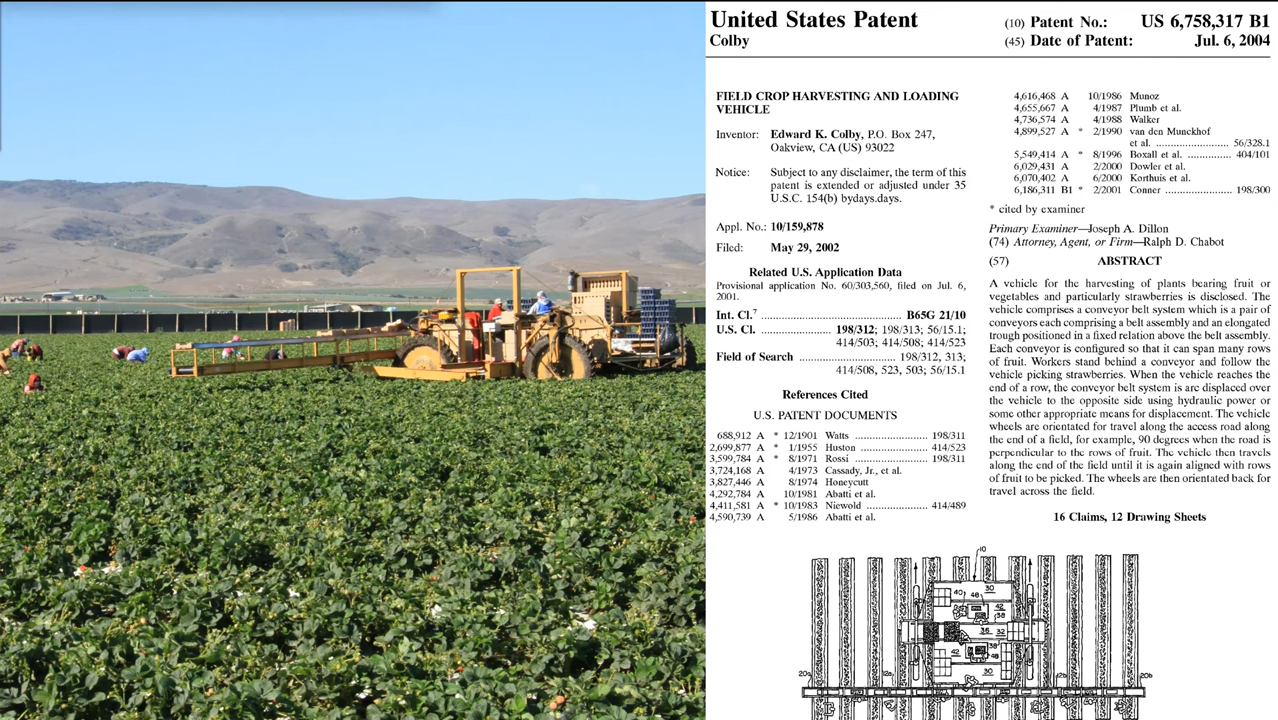 United States Patent
Colby
(10) Patent No.: US 6,758,317 B1
(45) Date of Patent: Jul. 6, 2004
FIELD CROP HARVESTING AND LOADING
VEHICLE
Inventor: Edward K. Colby, P.O. Box 247,
Oakview, CA (US) 93022
Notice: Subject to any disclaimer, the term of this
patent is extended or adjusted under 35
U.S.C. 154(b) bydays.days.
Appl. No.: 10/159,878
Filed: May 29, 2002
Related U.S. Application Data
Provisional application No. 60/303,560, filed on Jul. 6,
2001.
Int. Cl.7 ................................................ B65G 21/10
U.S. Cl. ...................... 198/312; 198/313; 56/15.1;
414/503; 414/508; 414/523
Field of Search ........................... 198/312, 313;
414/508, 523, 503; 56/15.1
References Cited
U.S. PATENT DOCUMENTS
688,912 A * 12/1901 Watts ..................... 198/311
2,699,877 A * 1/1955 Huston ................... 414/523
3,599,784 A * 8/1971 Rossi ..................... 198/311
3,724,168 A 4/1973 Cassady, Jr., et al.
3,827,446 A 8/1974 Honeycutt
4,292,784 A 10/1981 Abatti et al.
4,411,581 A * 10/1983 Niewold .................. 414/489
4,590,739 A 5/1986 Abatti et al.
4,616,468 A 10/1986 Munoz
4,655,667 A 4/1987 Plumb et al.
4,736,574 A 4/1988 Walker
4,899,527 A * 2/1990 van den Munckhof
et al. ..................... 56/328.1
5,549,414 A * 8/1996 Boxall et al. .............. 404/101
6,029,431 A 2/2000 Dowler et al.
6,070,402 A 6/2000 Korthuis et al.
6,186,311 B1 * 2/2001 Conner ................... 198/300
* cited by examiner
Primary Examiner—Joseph A. Dillon
(74) Attorney, Agent, or Firm—Ralph D. Chabot
(57) ABSTRACT
A vehicle for the harvesting of plants bearing fruit or
vegetables and particularly strawberries is disclosed. The
vehicle comprises a conveyor belt system which is a pair of
conveyors each comprising a belt assembly and an elongated
trough positioned in a fixed relation above the belt assembly.
Each conveyor is configured so that it can span many rows
of fruit. Workers stand behind a conveyor and follow the
vehicle picking strawberries. When the vehicle reaches the
end of a row, the conveyor belt system is are displaced over
the vehicle to the opposite side using hydraulic power or
some other appropriate means for displacement. The vehicle
wheels are orientated for travel along the access road along
the end of a field, for example, 90 degrees when the road is
perpendicular to the rows of fruit. The vehicle then travels
along the end of the field until it is again aligned with rows
of fruit to be picked. The wheels are then orientated back for
travel across the field.
16 Claims, 12 Drawing Sheets
10
30
40 48
42
38
36 32
38
42 48
30
20a 12a 12b 20b